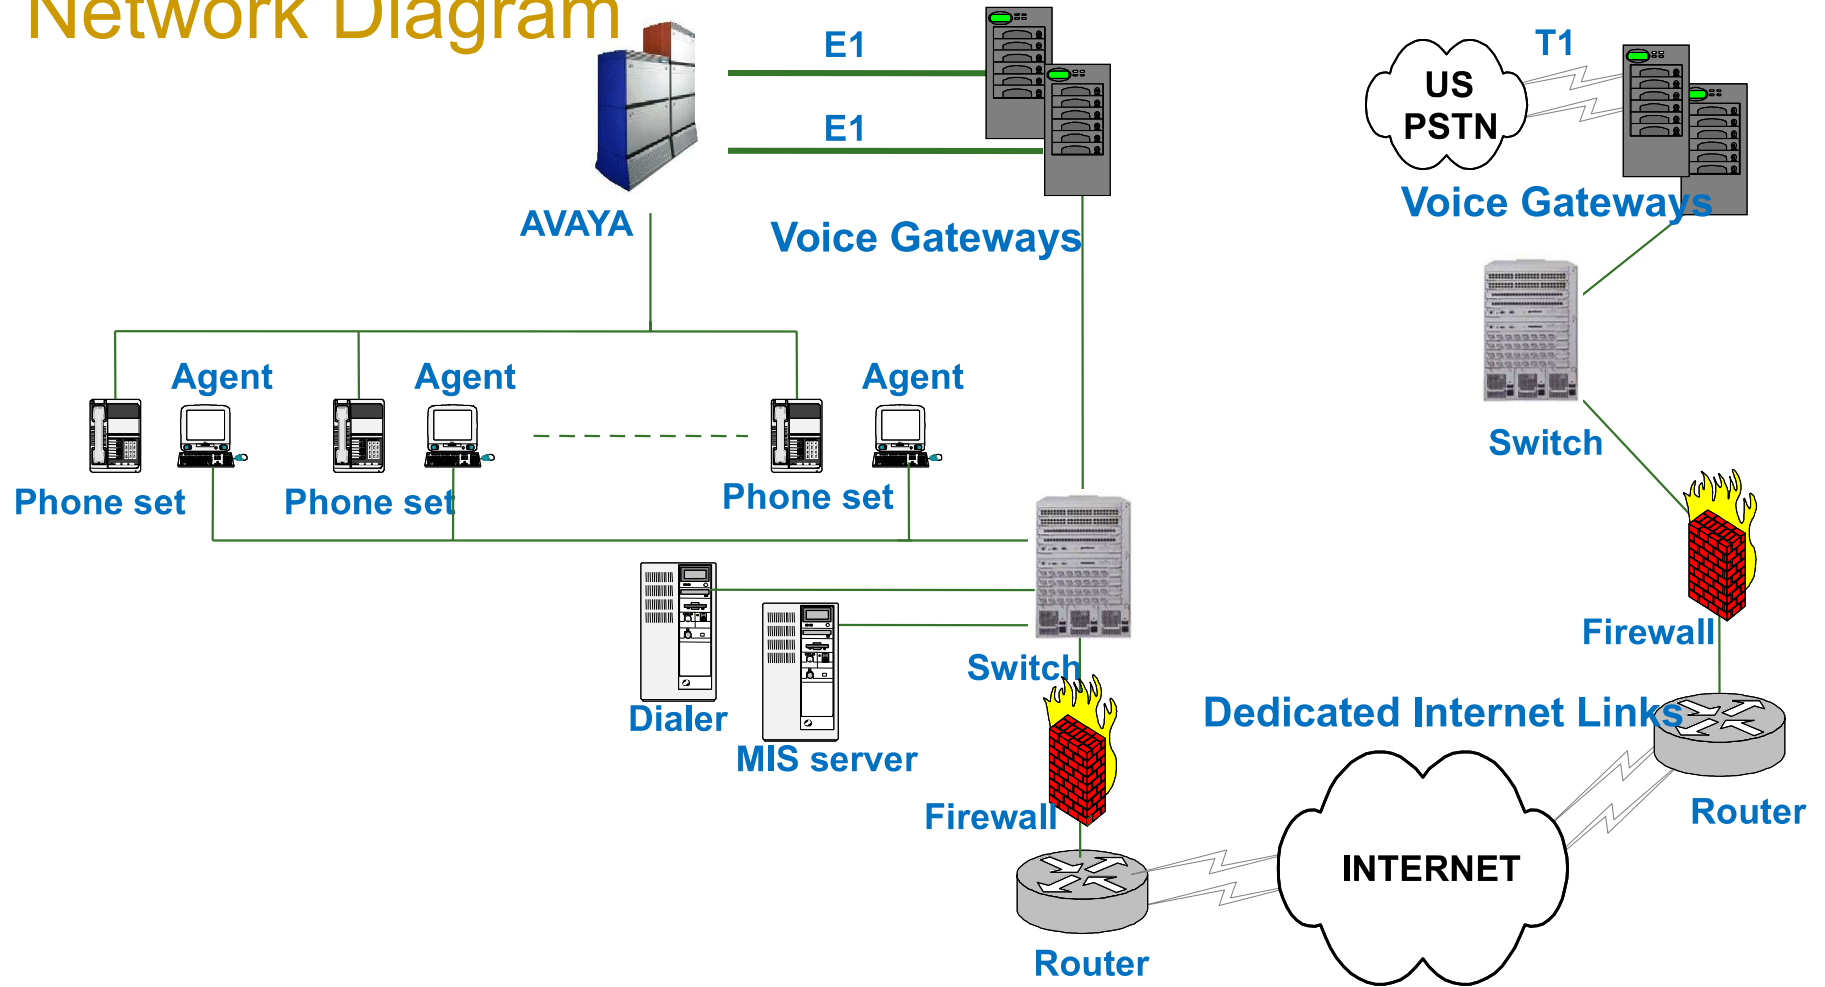 Network Diagram
E1
E1
T1
US
PSTN
AVAYA
Voice Gateways
Voice Gateways
Agent
Agent
Agent
Phone set
Phone set
Phone set
Switch
Switch
Dialer
MIS server
Firewall
Firewall
Dedicated Internet Links
Router
INTERNET
Router